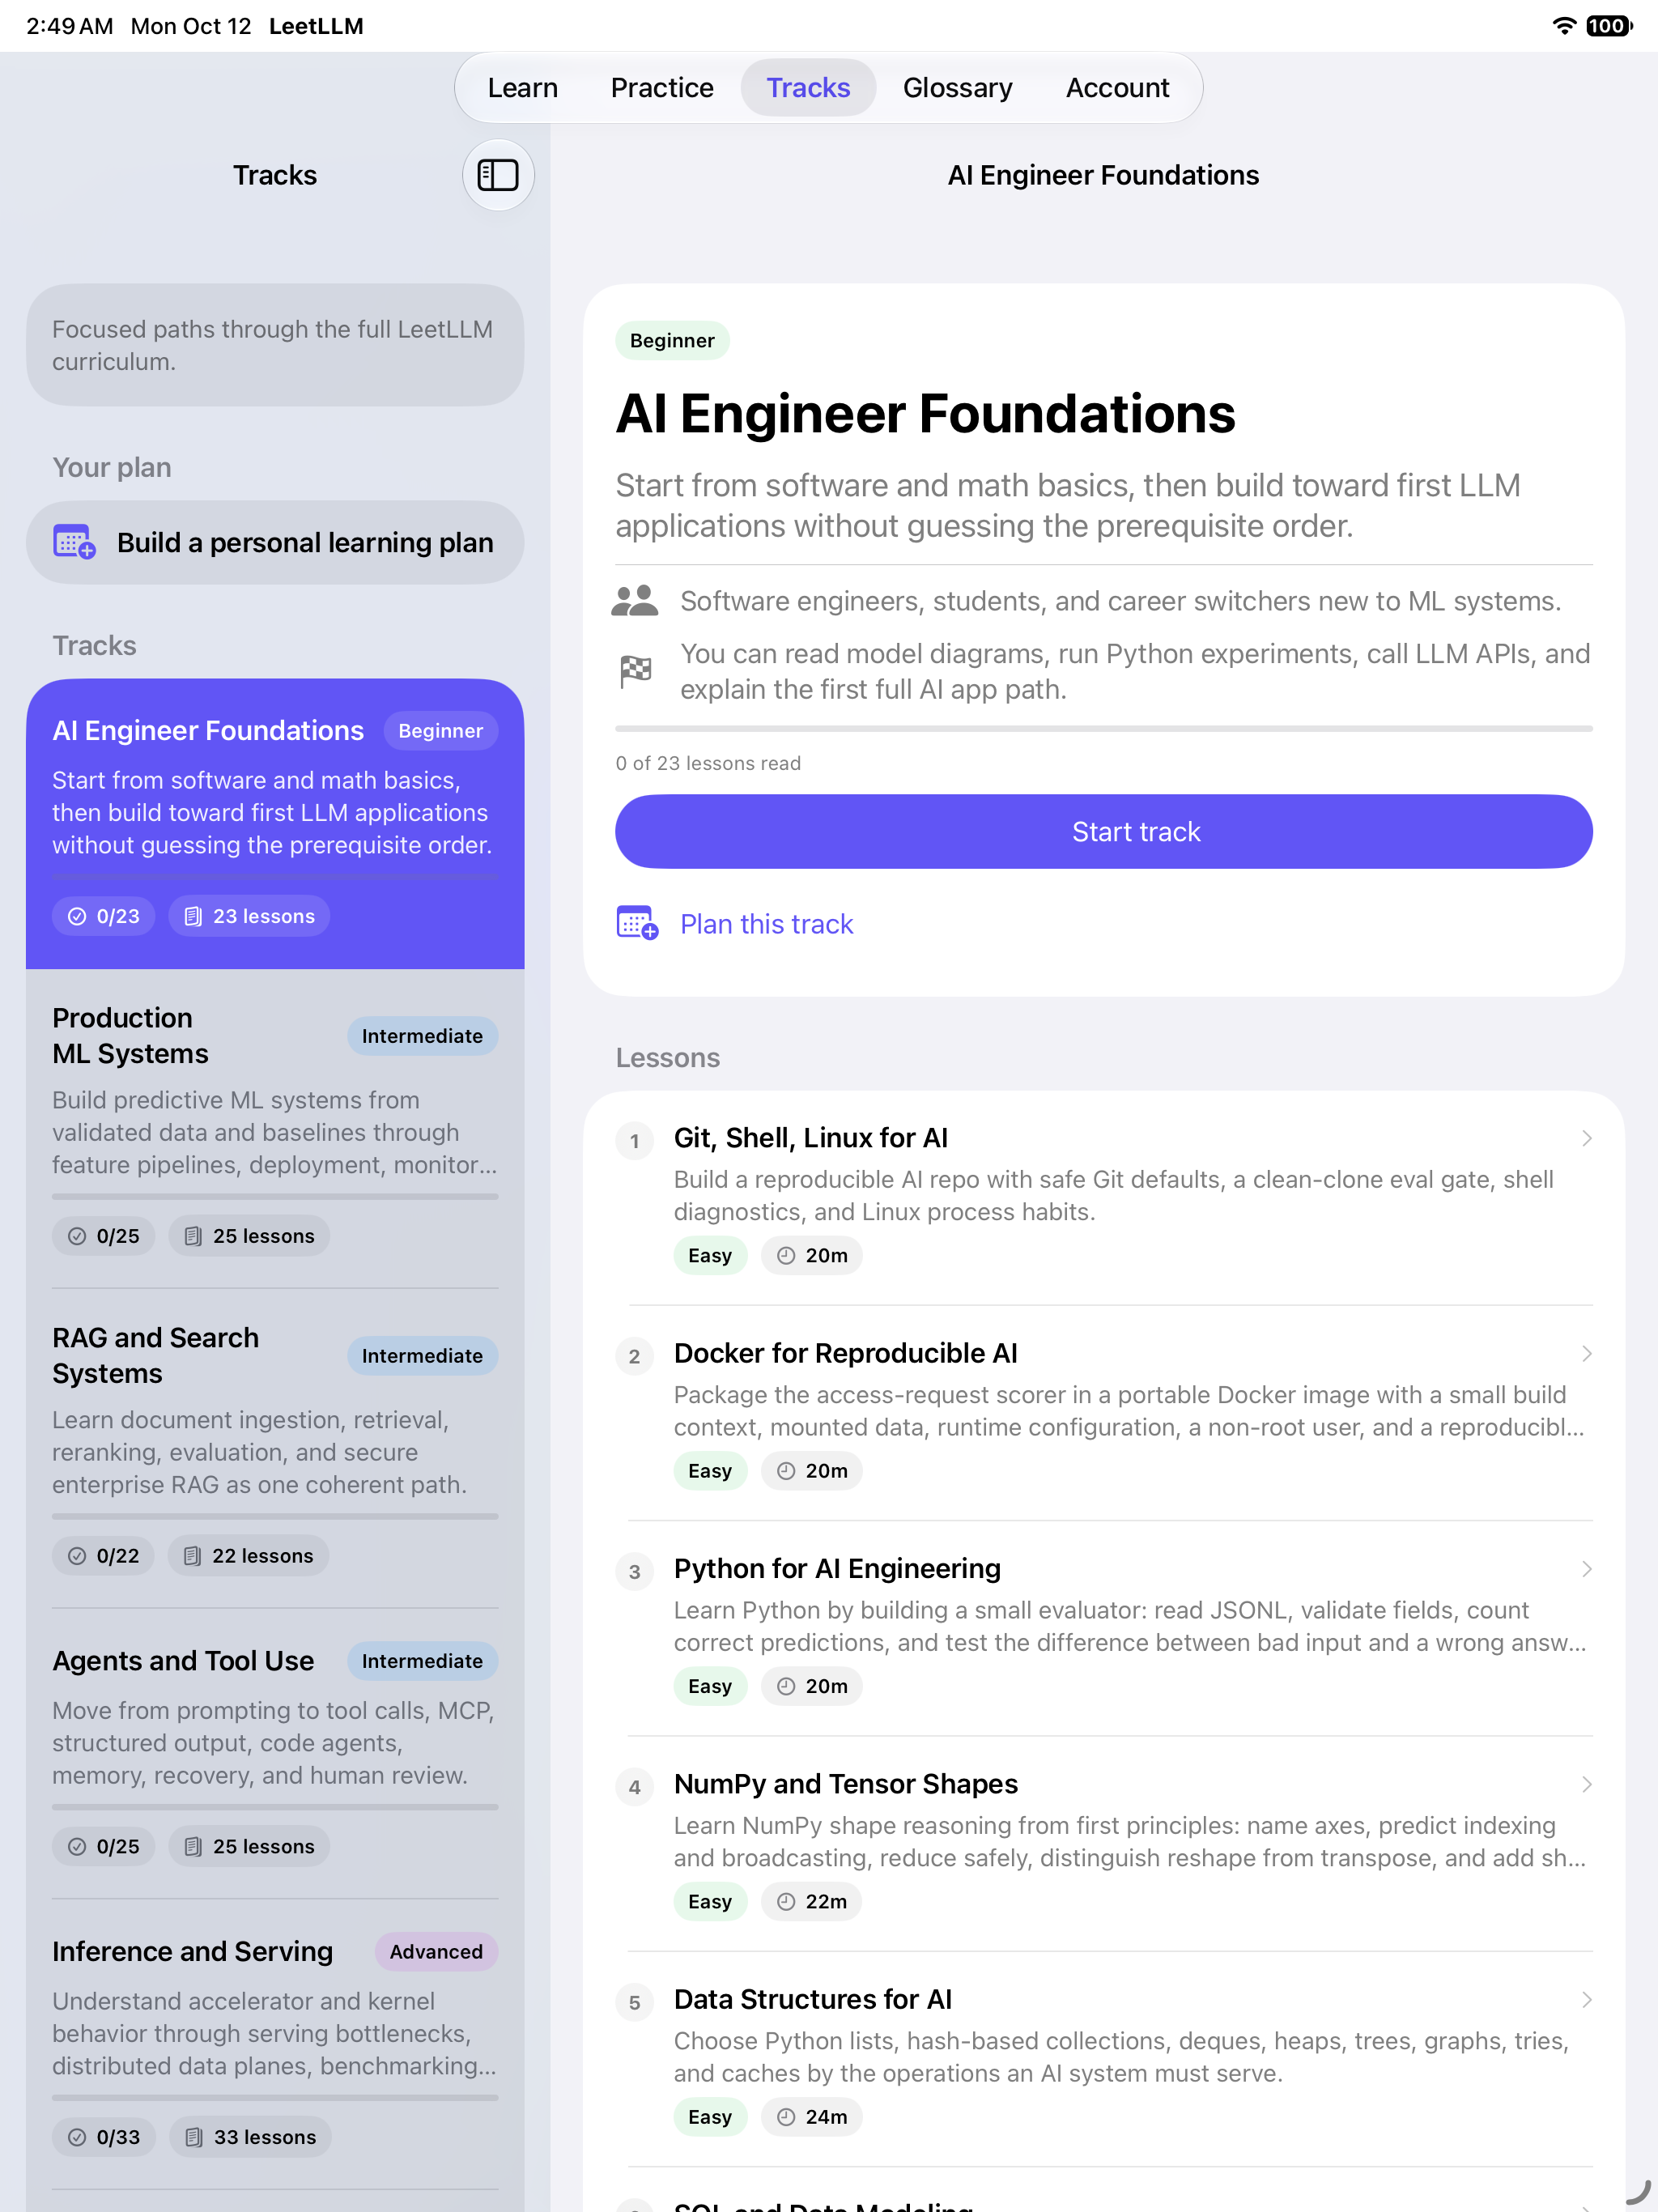 2:49 AM Mon Oct 12 LeetLLM
100
Learn Practice Tracks Glossary Account
Tracks
Focused paths through the full LeetLLM
curriculum.
Your plan
Build a personal learning plan
Tracks
AI Engineer Foundations
Beginner
Start from software and math basics,
then build toward first LLM applications
without guessing the prerequisite order.
0/23
23 lessons
Production
ML Systems
Intermediate
Build predictive ML systems from
validated data and baselines through
feature pipelines, deployment, monitor...
0/25
25 lessons
RAG and Search
Systems
Intermediate
Learn document ingestion, retrieval,
reranking, evaluation, and secure
enterprise RAG as one coherent path.
0/22
22 lessons
Agents and Tool Use
Intermediate
Move from prompting to tool calls, MCP,
structured output, code agents,
memory, recovery, and human review.
0/25
25 lessons
Inference and Serving
Advanced
Understand accelerator and kernel
behavior through serving bottlenecks,
distributed data planes, benchmarking...
0/33
33 lessons
AI Engineer Foundations
Beginner
AI Engineer Foundations
Start from software and math basics, then build toward first LLM
applications without guessing the prerequisite order.
Software engineers, students, and career switchers new to ML systems.
You can read model diagrams, run Python experiments, call LLM APIs, and
explain the first full AI app path.
0 of 23 lessons read
Start track
Plan this track
Lessons
1
Git, Shell, Linux for AI
Build a reproducible AI repo with safe Git defaults, a clean-clone eval gate, shell
diagnostics, and Linux process habits.
Easy
20m
2
Docker for Reproducible AI
Package the access-request scorer in a portable Docker image with a small build
context, mounted data, runtime configuration, a non-root user, and a reproducibl...
Easy
20m
3
Python for AI Engineering
Learn Python by building a small evaluator: read JSONL, validate fields, count
correct predictions, and test the difference between bad input and a wrong answ...
Easy
20m
4
NumPy and Tensor Shapes
Learn NumPy shape reasoning from first principles: name axes, predict indexing
and broadcasting, reduce safely, distinguish reshape from transpose, and add sh...
Easy
22m
5
Data Structures for AI
Choose Python lists, hash-based collections, deques, heaps, trees, graphs, tries,
and caches by the operations an AI system must serve.
Easy
24m
SQL and Data Modeling